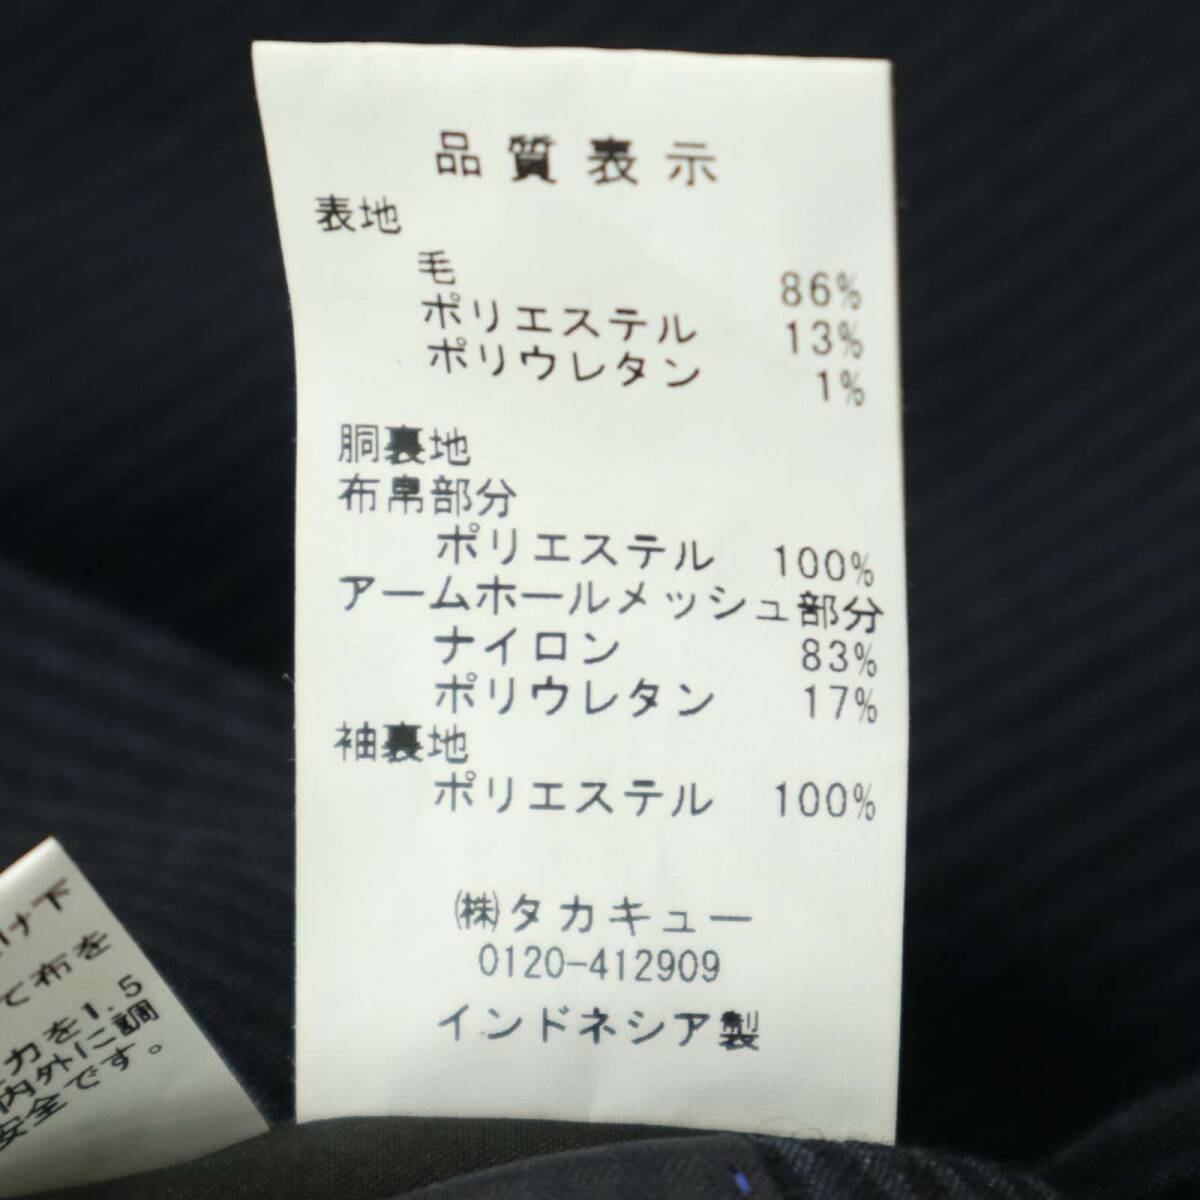 品質表示
表地
毛 86%
ポリエステル 13%
ポリウレタン 1%
胴裏地
布帛部分
ポリエステル 100%
アームホールメッシュ部分
ナイロン 83%
ポリウレタン 17%
袖裏地
ポリエステル 100%
㈱タカキュー
0120-412909
インドネシア製
け下
て布を
力を1.5
内外に調
安全です。